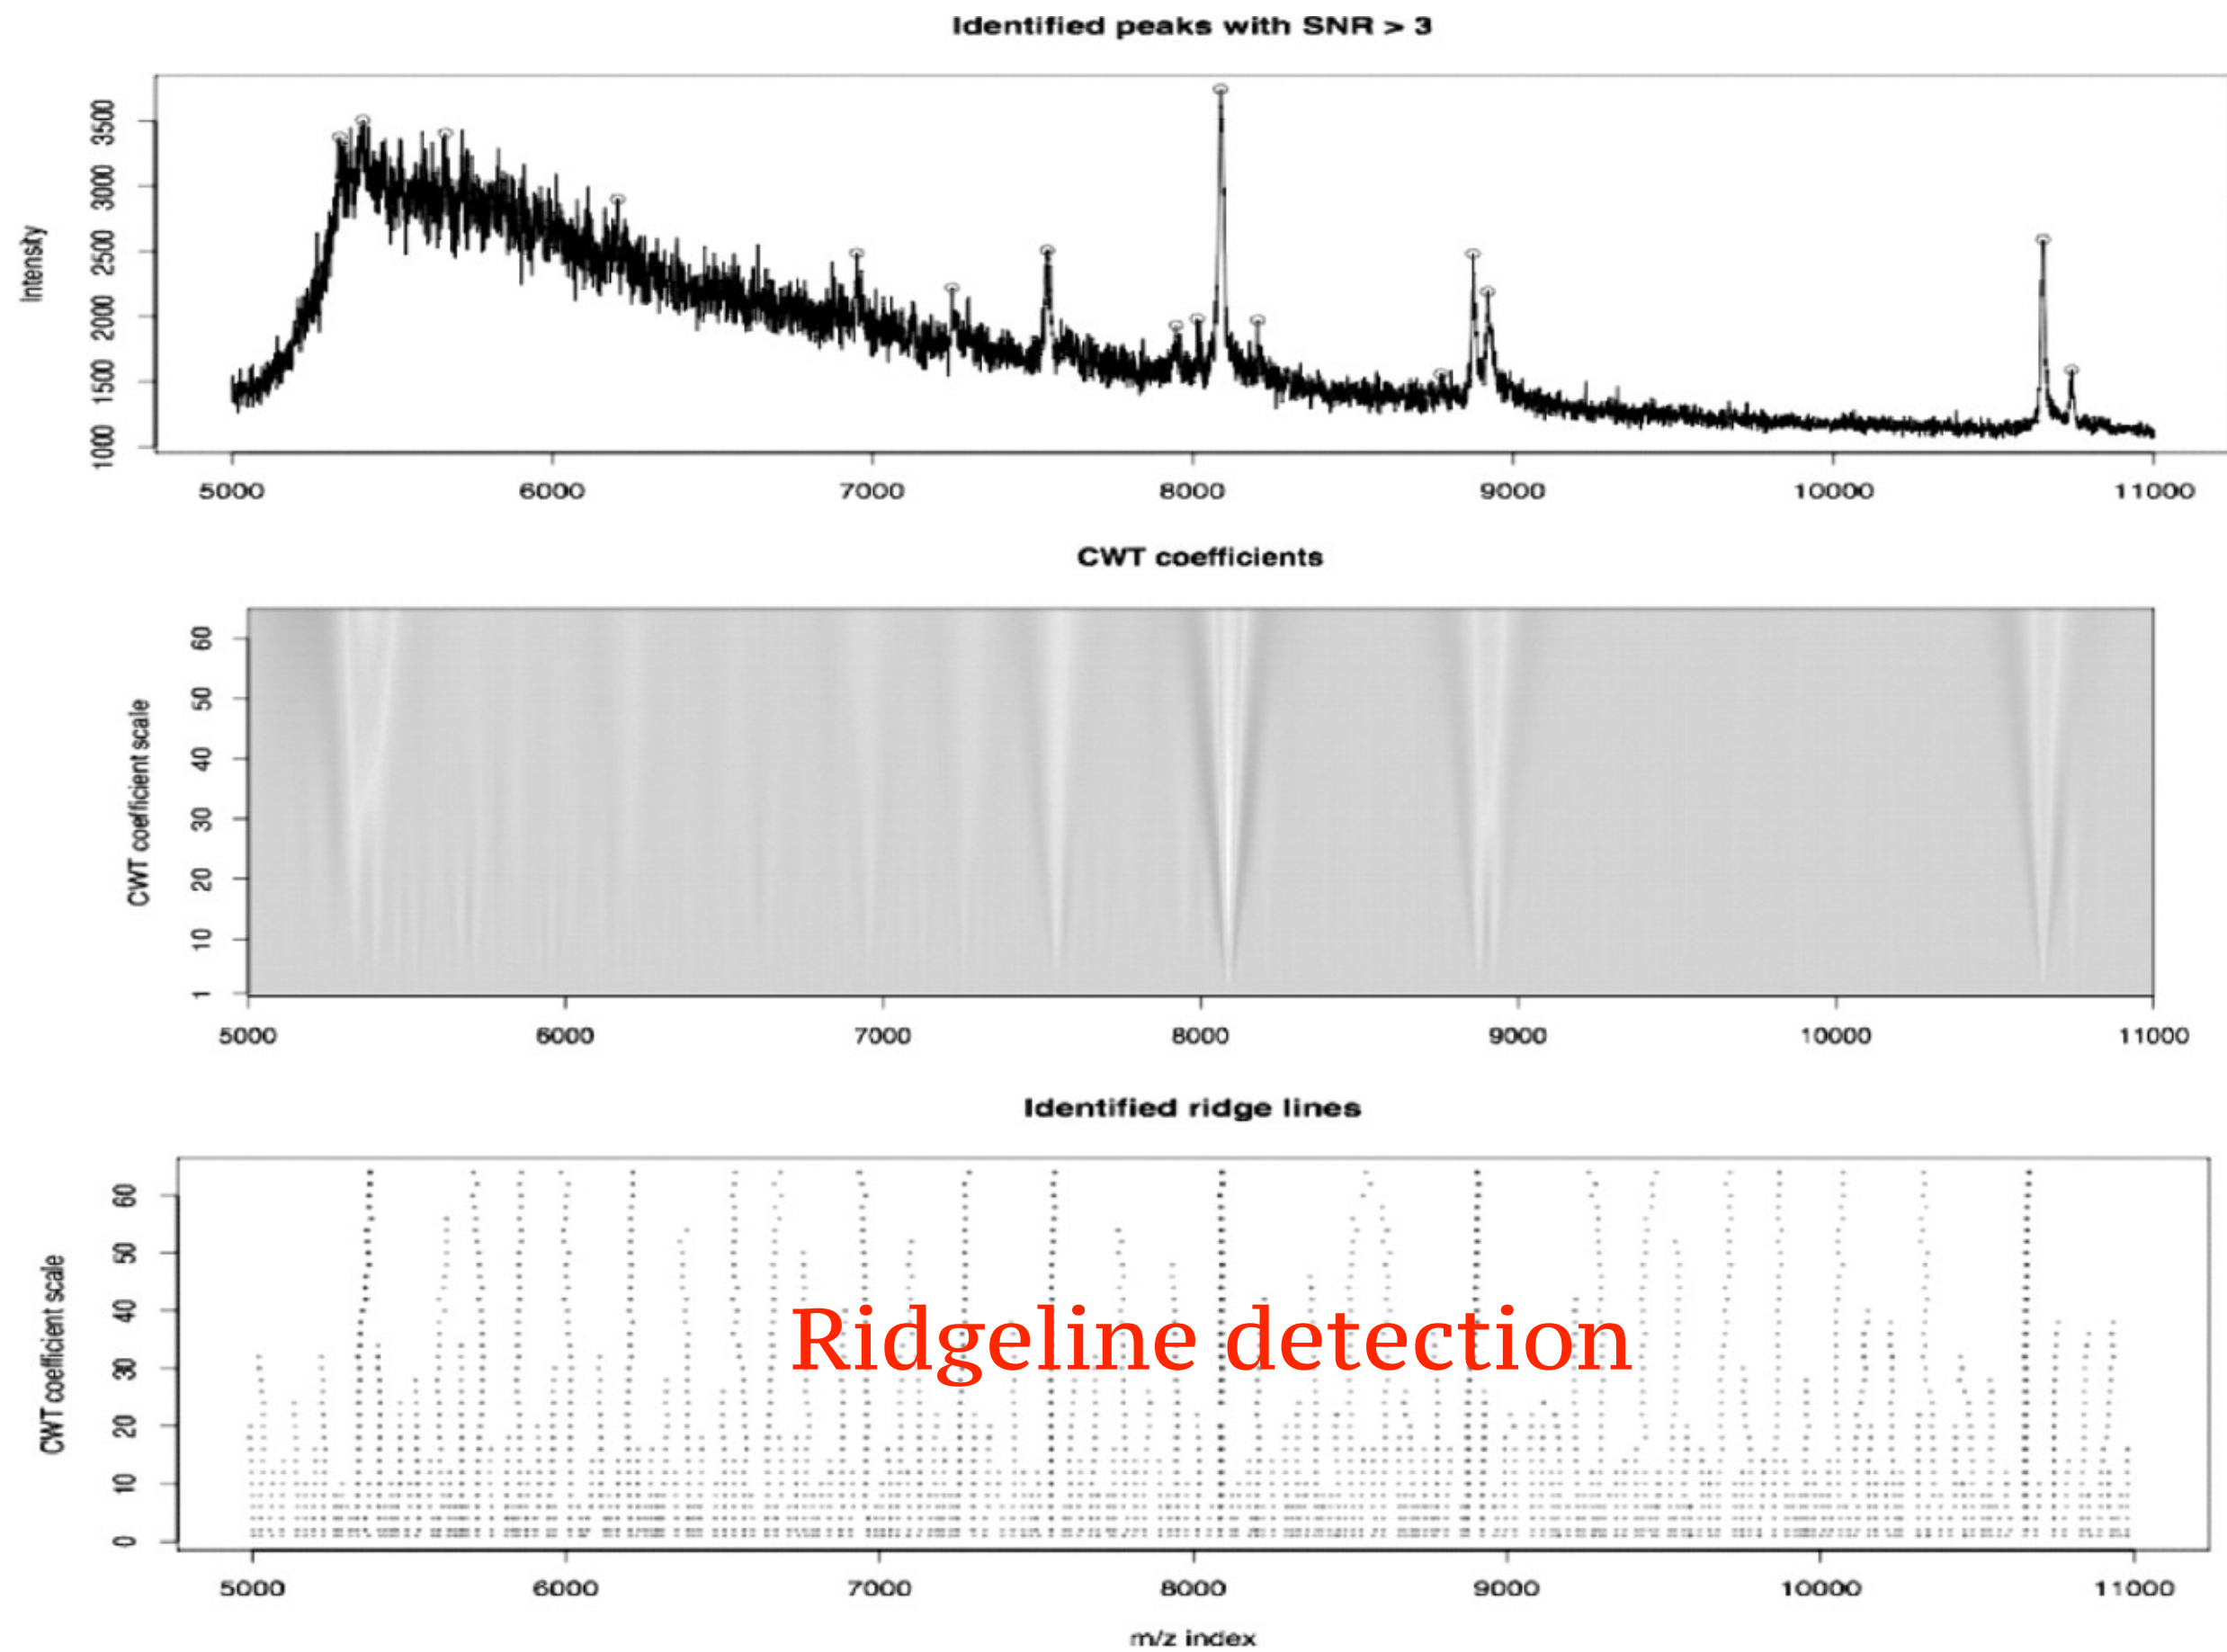 Identified peaks with SNR > 3
Intensity
3500
3000
2500
2000
1500
1000
5000 6000 7000 8000 9000 10000 11000
CWT coefficients
CWT coefficient scale
60
50
40
30
20
10
1
5000 6000 7000 8000 9000 10000 11000
Identified ridge lines
CWT coefficient scale
60
50
40
30
20
10
0
Ridgeline detection
5000 6000 7000 8000 9000 10000 11000
m/z index